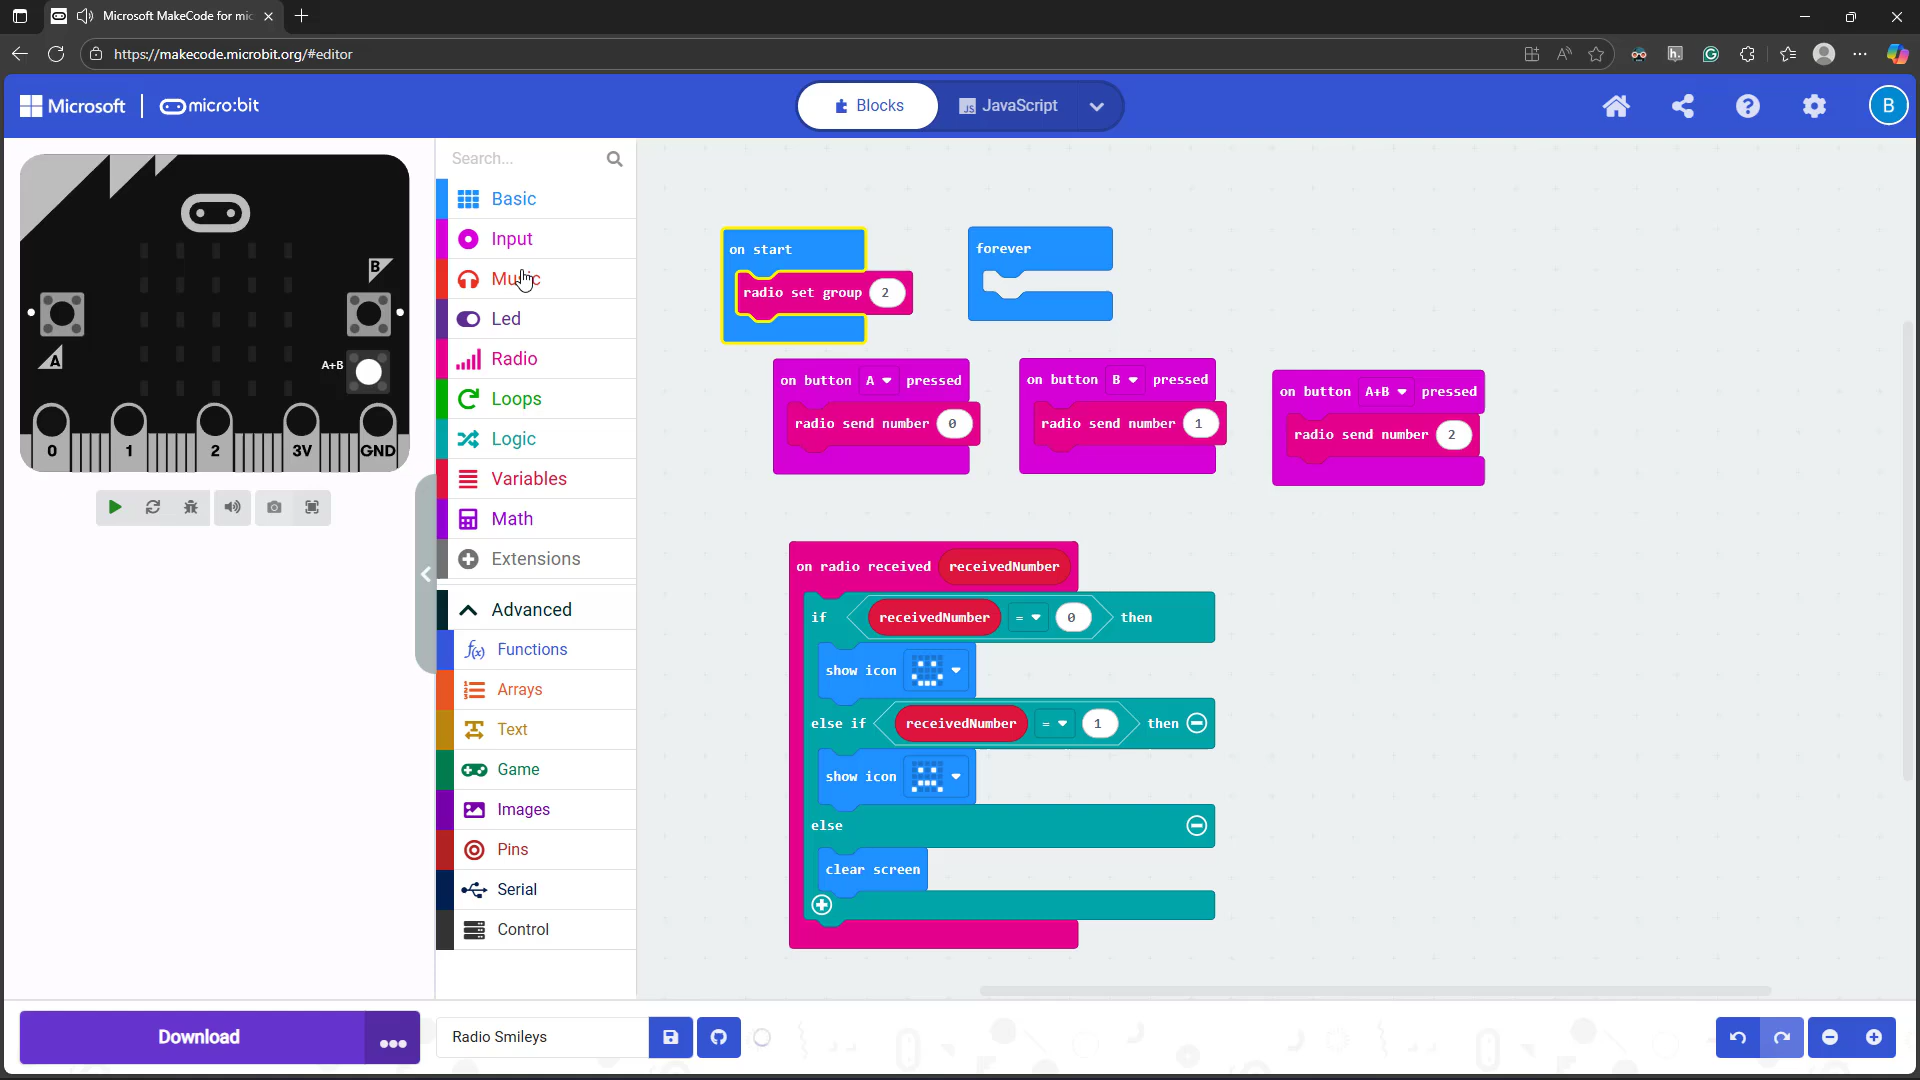 Microsoft MakeCode for mic
https://makecode.microbit.org/#editor
Microsoft
micro:bit
Blocks
JS JavaScript
B
Search...
Basic
Input
Music
Led
Radio
Loops
Logic
Variables
Math
Extensions
Advanced
f(x) Functions
Arrays
Text
Game
Images
Pins
Serial
Control
B
A
A+B
0 1 2 3V GND
on start
radio set group 2
forever
on button A pressed
radio send number 0
on button B pressed
radio send number 1
on button A+B pressed
radio send number 2
on radio received receivedNumber
if receivedNumber = 0 then
show icon
else if receivedNumber = 1 then
show icon
else
clear screen
Download
Radio Smileys